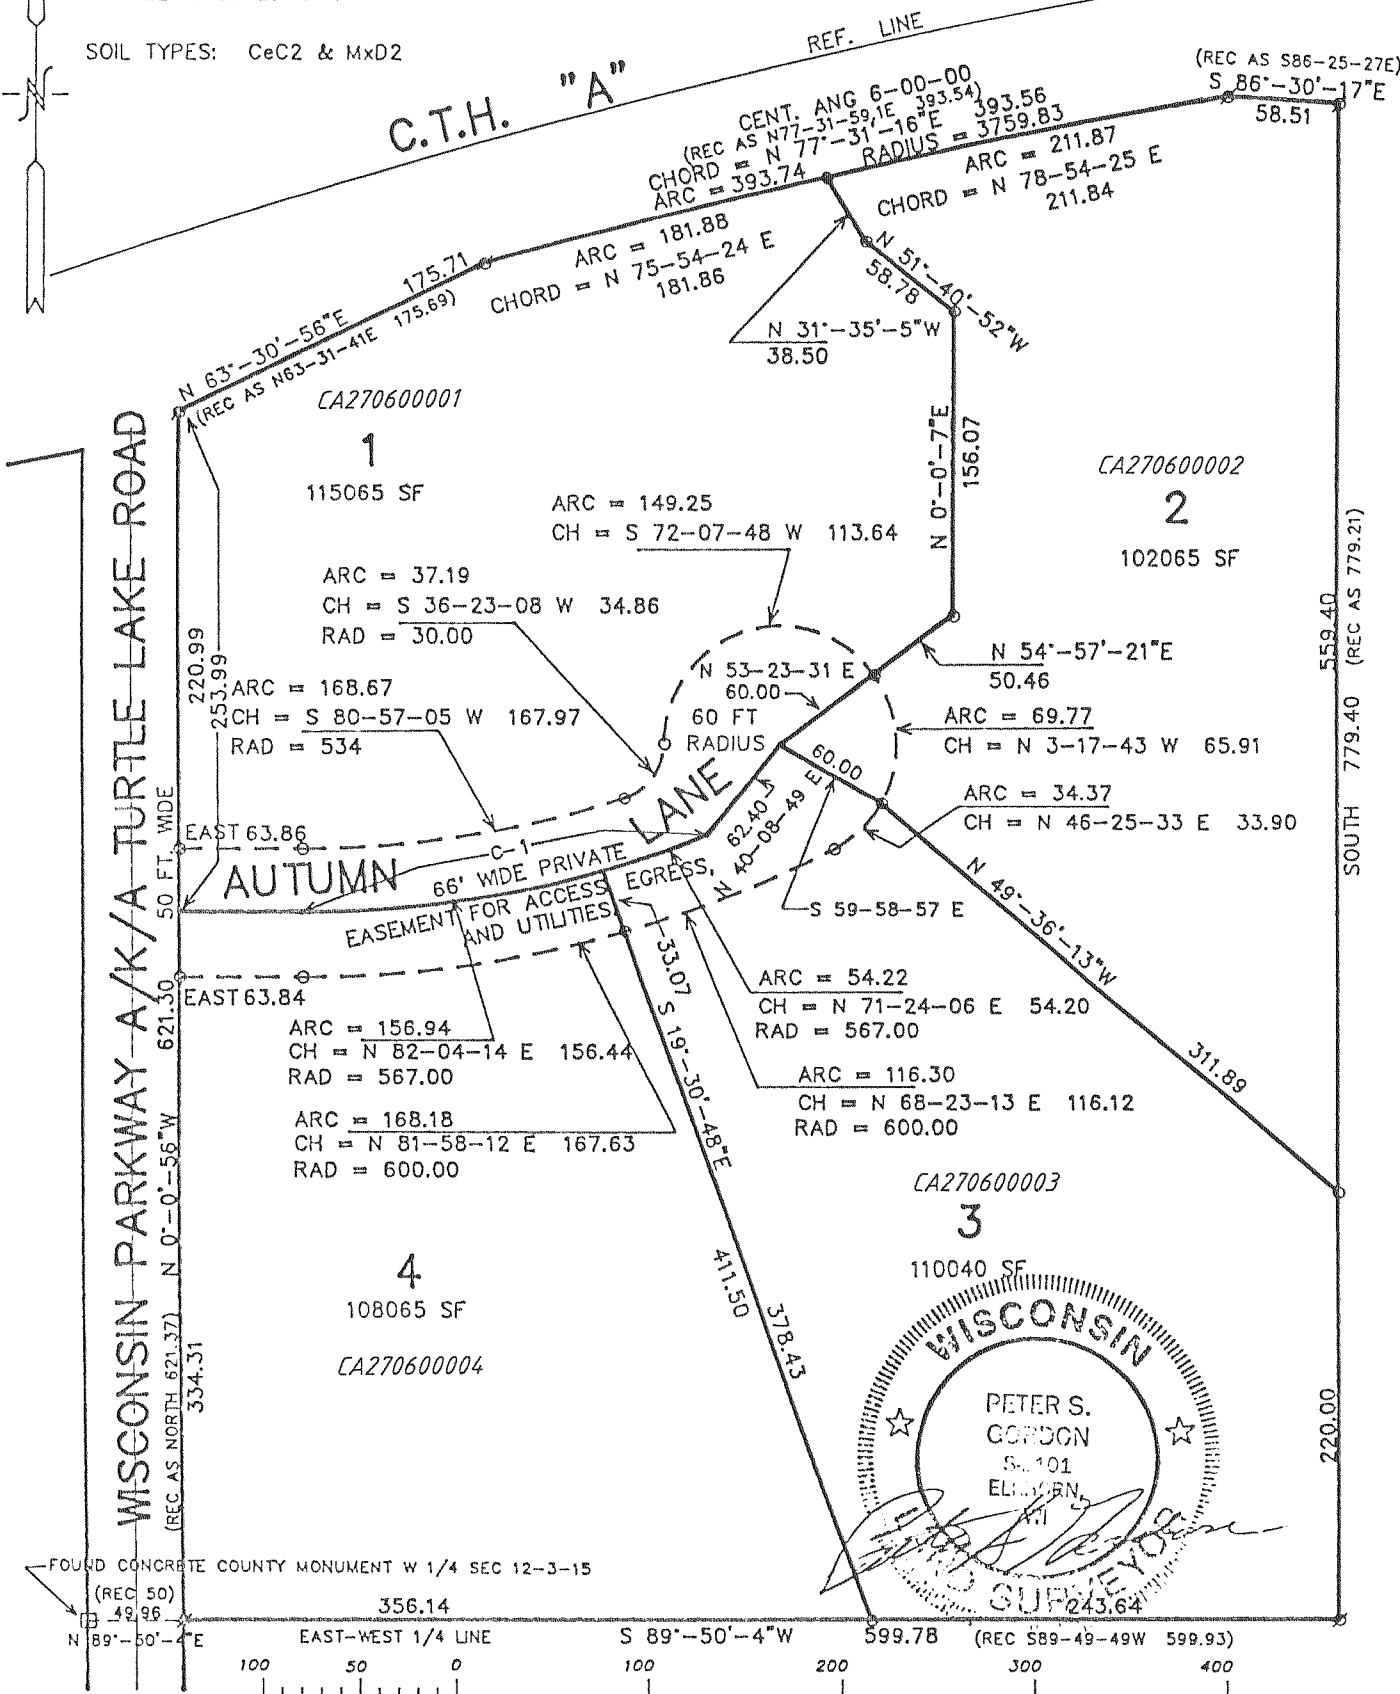 SOIL TYPES: CeC2 & MxD2
N
C.T.H. "A"
REF. LINE
(REC AS S86-25-27E)
S 86°-30'-17"E
58.51
CENT. ANG 6-00-00
(REC AS N77-31-59,1E 393.54)
CHORD = N 77°-31'-16"E 393.56
ARC = 393.74
RADIUS = 3759.83
ARC = 211.87
CHORD = N 78-54-25 E
211.84
ARC = 181.88
CHORD = N 75-54-24 E
181.86
175.71
N 63°-30'-56"E
(REC AS N63-31-41E 175.69)
N 51°-40'-52"W
58.78
N 31°-35'-5"W
38.50
CA270600001
1
115065 SF
N 0°-0'-7"E
156.07
CA270600002
2
102065 SF
ARC = 149.25
CH = S 72-07-48 W 113.64
ARC = 37.19
CH = S 36-23-08 W 34.86
RAD = 30.00
220.99
253.99
ARC = 168.67
CH = S 80-57-05 W 167.97
RAD = 534
N 53-23-31 E
60.00
60 FT
RADIUS
N 54°-57'-21"E
50.46
ARC = 69.77
CH = N 3-17-43 W 65.91
559.40
SOUTH 779.40 (REC AS 779.21)
60.00
62.40
N 40-08-49 E
ARC = 34.37
CH = N 46-25-33 E 33.90
S 59-58-57 E
EAST 63.86
AUTUMN LANE
C-1
66' WIDE PRIVATE
EASEMENT FOR ACCESS EGRESS,
AND UTILITIES
EAST 63.84
50 FT. WIDE
WISCONSIN PARKWAY A/K/A TURTLE LAKE ROAD
N 0°-0'-56"W 621.30
(REC AS NORTH 621.37)
334.31
33.07
S 19°-30'-48"E
411.50
378.43
N 49°-36'-13"W
311.89
ARC = 54.22
CH = N 71-24-06 E 54.20
RAD = 567.00
ARC = 156.94
CH = N 82-04-14 E 156.44
RAD = 567.00
ARC = 116.30
CH = N 68-23-13 E 116.12
RAD = 600.00
ARC = 168.18
CH = N 81-58-12 E 167.63
RAD = 600.00
CA270600003
3
110040 SF
4
108065 SF
CA270600004
220.00
WISCONSIN
PETER S.
GORDON
101
ELKHORN,
WI
LAND SURVEYOR
FOUND CONCRETE COUNTY MONUMENT W 1/4 SEC 12-3-15
(REC 50)
49.96
N 89°-50'-4"E
356.14
243.64
EAST-WEST 1/4 LINE
S 89°-50'-4"W 599.78 (REC S89-49-49W 599.93)
100 50 0 100 200 300 400